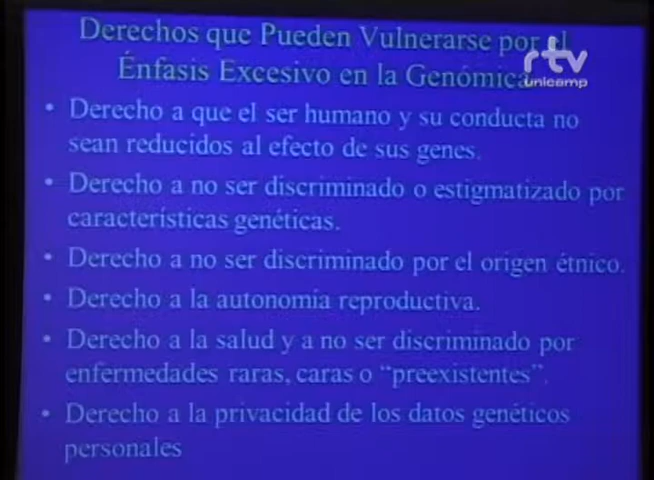 Derechos que Pueden Vulnerarse por el
Énfasis Excesivo en la Genómica
rtv
unicamp
• Derecho a que el ser humano y su conducta no
sean reducidos al efecto de sus genes.
• Derecho a no ser discriminado o estigmatizado por
características genéticas.
• Derecho a no ser discriminado por el origen étnico.
• Derecho a la autonomía reproductiva.
• Derecho a la salud y a no ser discriminado por
enfermedades raras, caras o “preexistentes”.
• Derecho a la privacidad de los datos genéticos
personales